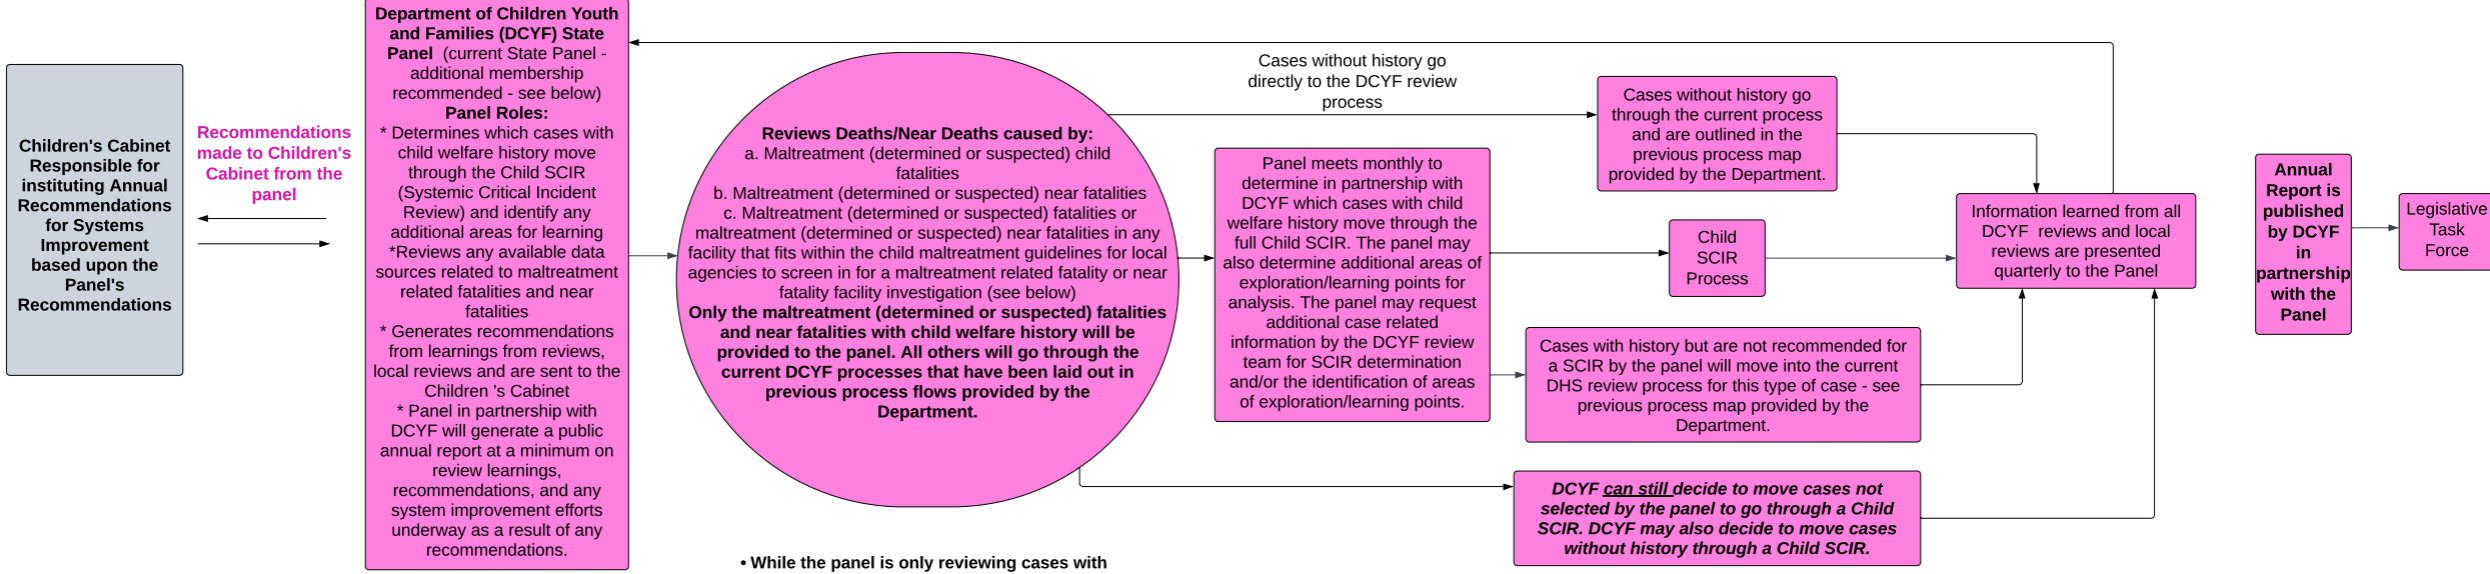 Children's Cabinet
Responsible for
instituting Annual
Recommendations
for Systems
Improvement
based upon the
Panel's
Recommendations
Recommendations
made to Children's
Cabinet from the
panel
Department of Children Youth
and Families (DCYF) State
Panel (current State Panel -
additional membership
recommended - see below)
Panel Roles:
* Determines which cases with
child welfare history move
through the Child SCIR
(Systemic Critical Incident
Review) and identify any
additional areas for learning
*Reviews any available data
sources related to maltreatment
related fatalities and near
fatalities
* Generates recommendations
from learnings from reviews,
local reviews and are sent to the
Children 's Cabinet
* Panel in partnership with
DCYF will generate a public
annual report at a minimum on
review learnings,
recommendations, and any
system improvement efforts
underway as a result of any
recommendations.
Reviews Deaths/Near Deaths caused by:
a. Maltreatment (determined or suspected) child
fatalities
b. Maltreatment (determined or suspected) near fatalities
c. Maltreatment (determined or suspected) fatalities or
maltreatment (determined or suspected) near fatalities in any
facility that fits within the child maltreatment guidelines for local
agencies to screen in for a maltreatment related fatality or near
fatality facility investigation (see below)
Only the maltreatment (determined or suspected) fatalities
and near fatalities with child welfare history will be
provided to the panel. All others will go through the
current DCYF processes that have been laid out in
previous process flows provided by the
Department.
• While the panel is only reviewing cases with
Cases without history go
directly to the DCYF review
process
Panel meets monthly to
determine in partnership with
DCYF which cases with child
welfare history move through the
full Child SCIR. The panel may
also determine additional areas of
exploration/learning points for
analysis. The panel may request
additional case related
information by the DCYF review
team for SCIR determination
and/or the identification of areas
of exploration/learning points.
Cases without history go
through the current process
and are outlined in the
previous process map
provided by the Department.
Child
SCIR
Process
Cases with history but are not recommended for
a SCIR by the panel will move into the current
DHS review process for this type of case - see
previous process map provided by the
Department.
DCYF can still decide to move cases not
selected by the panel to go through a Child
SCIR. DCYF may also decide to move cases
without history through a Child SCIR.
Information learned from all
DCYF reviews and local
reviews are presented
quarterly to the Panel
Annual
Report is
published
by DCYF
in
partnership
with the
Panel
Legislative
Task
Force